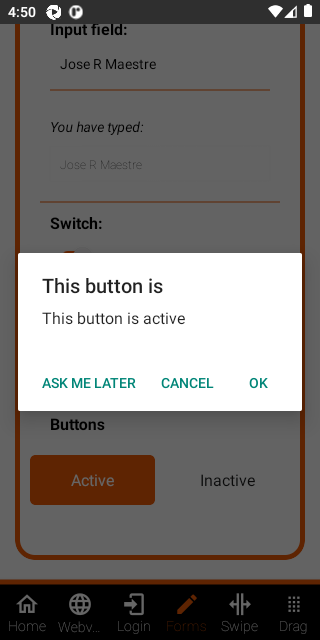 4:50
Input field:
Jose R Maestre
You have typed:
Jose R Maestre
Switch:
This button is
This button is active
ASK ME LATER CANCEL OK
Buttons
Active Inactive
Home Webv... Login Forms Swipe Drag